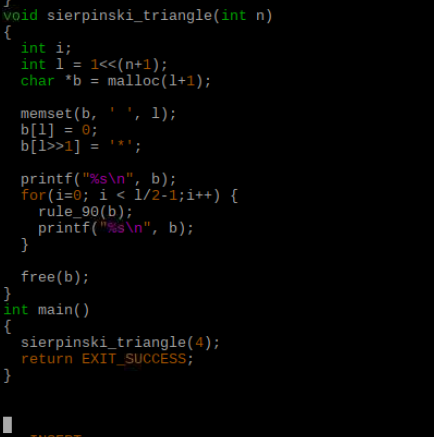 }
void sierpinski_triangle(int n)
{
  int i;
  int l = 1<<(n+1);
  char *b = malloc(l+1);

  memset(b, ' ', l);
  b[l] = 0;
  b[l>>1] = '*';

  printf("%s\n", b);
  for(i=0; i < l/2-1;i++) {
    rule_90(b);
    printf("%s\n", b);
  }

  free(b);
}
int main()
{
  sierpinski_triangle(4);
  return EXIT_SUCCESS;
}